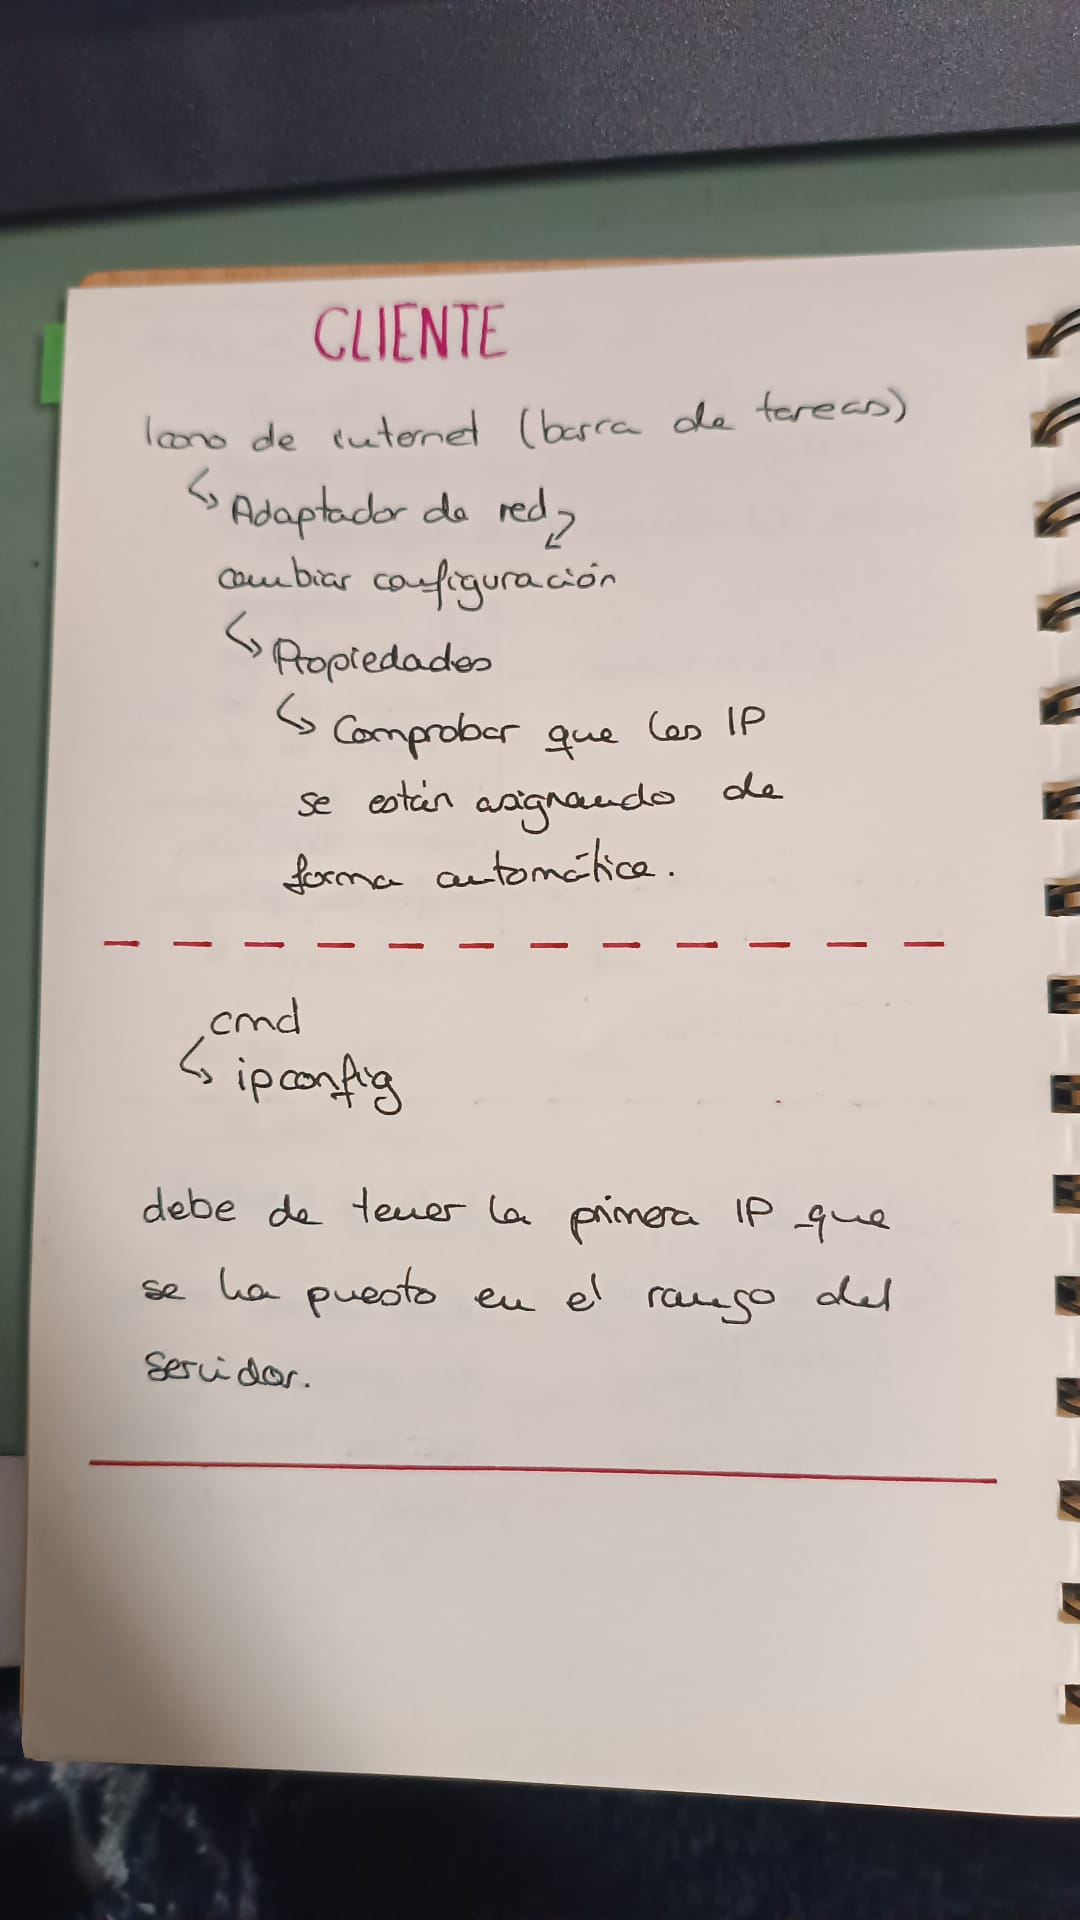 CLIENTE
Icono de internet (barra de tareas)
↳ Adaptador de red
cambiar configuración
↳ Propiedades
↳ Comprobar que las IP
se están asignando de
forma automática.
cmd
↳ ipconfig
debe de tener la primera IP que
se ha puesto en el rango del
servidor.